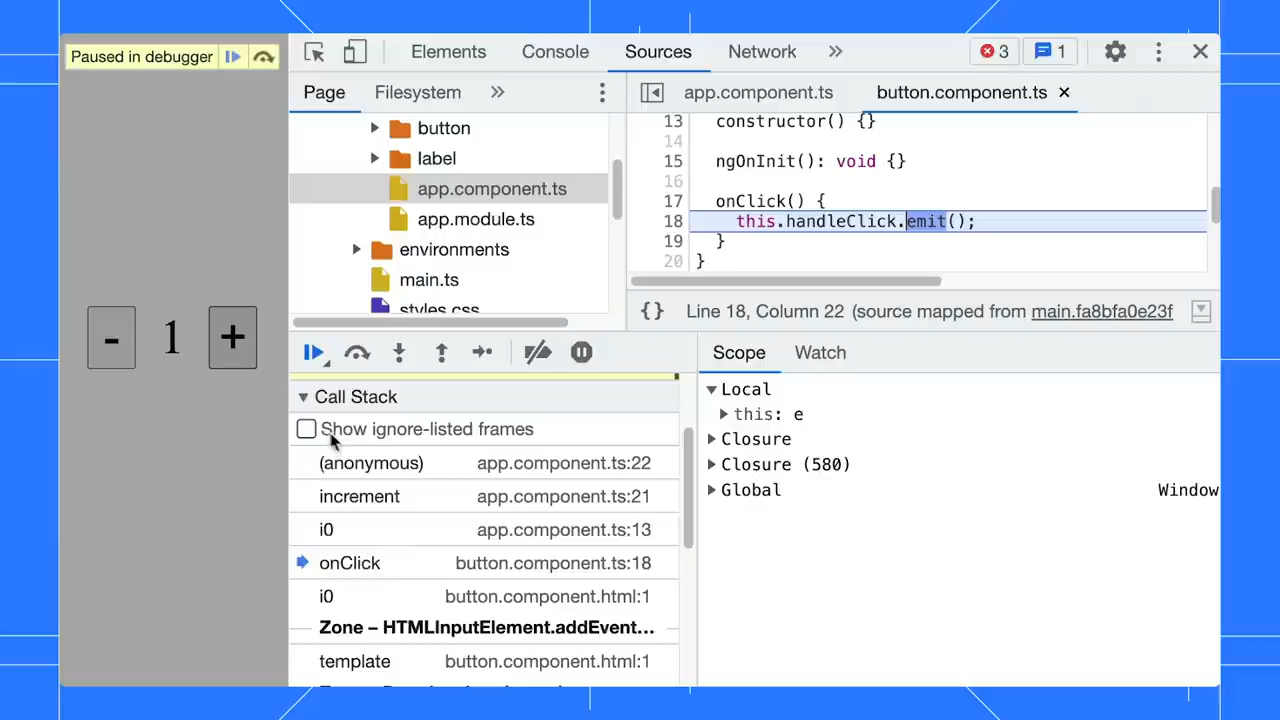 Paused in debugger
- 1 +
Elements Console Sources Network » 3 1
Page Filesystem »
button
label
app.component.ts
app.module.ts
environments
main.ts
styles.css
app.component.ts button.component.ts ×
13 constructor() {}
14
15 ngOnInit(): void {}
16
17 onClick() {
18 this.handleClick.emit();
19 }
20 }
{} Line 18, Column 22 (source mapped from main.fa8bfa0e23f
Call Stack
Show ignore-listed frames
(anonymous) app.component.ts:22
increment app.component.ts:21
i0 app.component.ts:13
onClick button.component.ts:18
i0 button.component.html:1
Zone – HTMLInputElement.addEvent…
template button.component.html:1
Scope Watch
Local
this: e
Closure
Closure (580)
Global Window